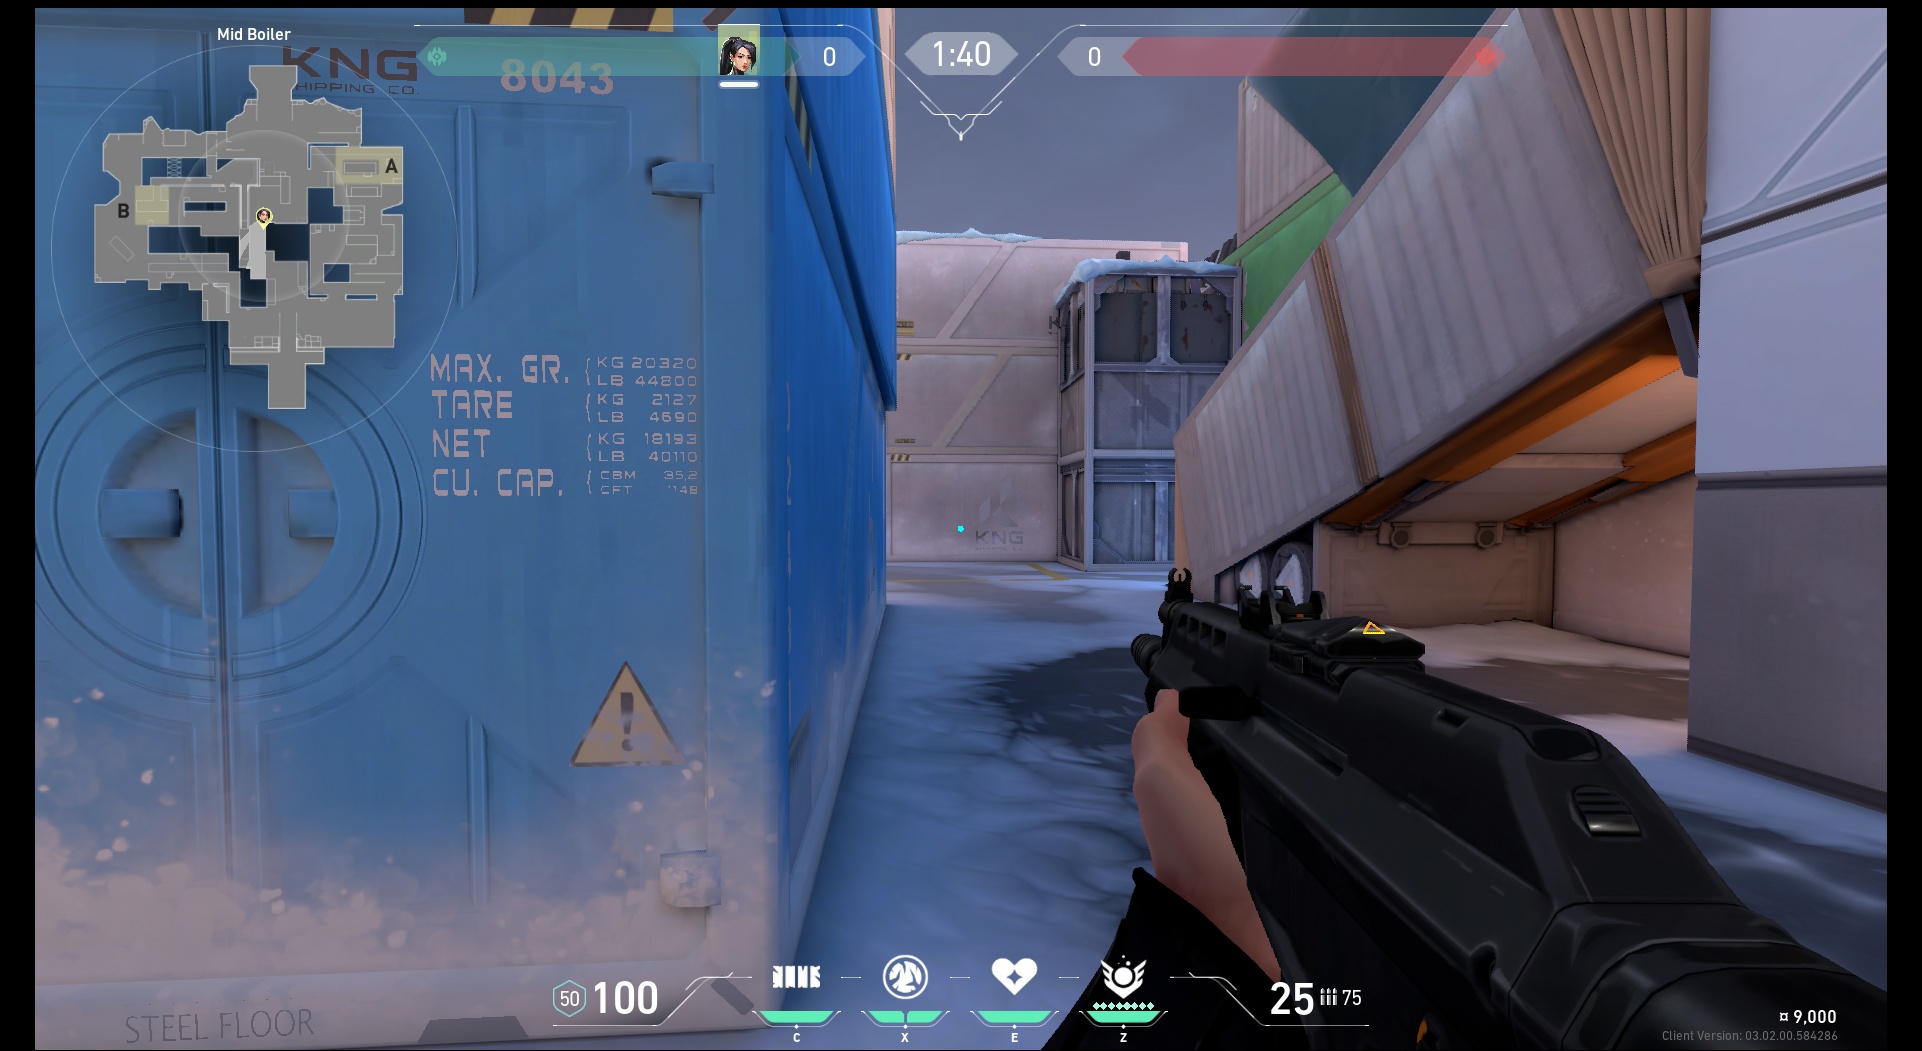 Mid Boiler
KNG
HIPPING CO.
8043
0
1:40
0
A
B
MAX. GR. KG 20320
LB 44800
TARE KG 2127
LB 4690
NET KG 18193
LB 40110
CU. CAP. CBM 35,2
CFT
KNG
STEEL FLOOR
50 100
C
X
E
Z
25 75
¤ 9,000
Client Version: 03.02.00.584286